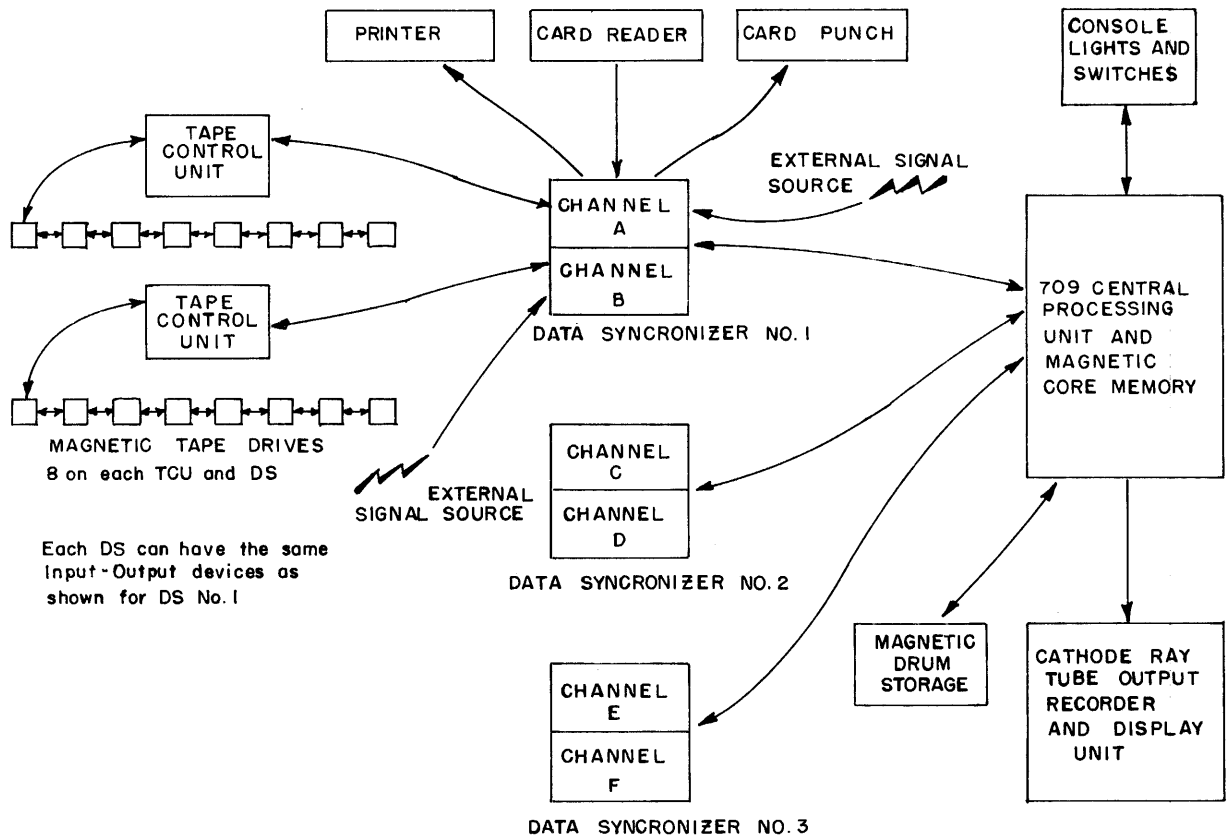 PRINTER
CARD READER
CARD PUNCH
CONSOLE
LIGHTS AND
SWITCHES
TAPE
CONTROL
UNIT
EXTERNAL SIGNAL
SOURCE
CHANNEL
A
CHANNEL
B
DATA SYNCRONIZER NO. 1
TAPE
CONTROL
UNIT
709 CENTRAL
PROCESSING
UNIT AND
MAGNETIC
CORE MEMORY
MAGNETIC TAPE DRIVES
8 on each TCU and DS
EXTERNAL
SIGNAL SOURCE
CHANNEL
C
CHANNEL
D
DATA SYNCRONIZER NO. 2
Each DS can have the same
Input-Output devices as
shown for DS No. 1
MAGNETIC
DRUM
STORAGE
CATHODE RAY
TUBE OUTPUT
RECORDER
AND DISPLAY
UNIT
CHANNEL
E
CHANNEL
F
DATA SYNCRONIZER NO. 3